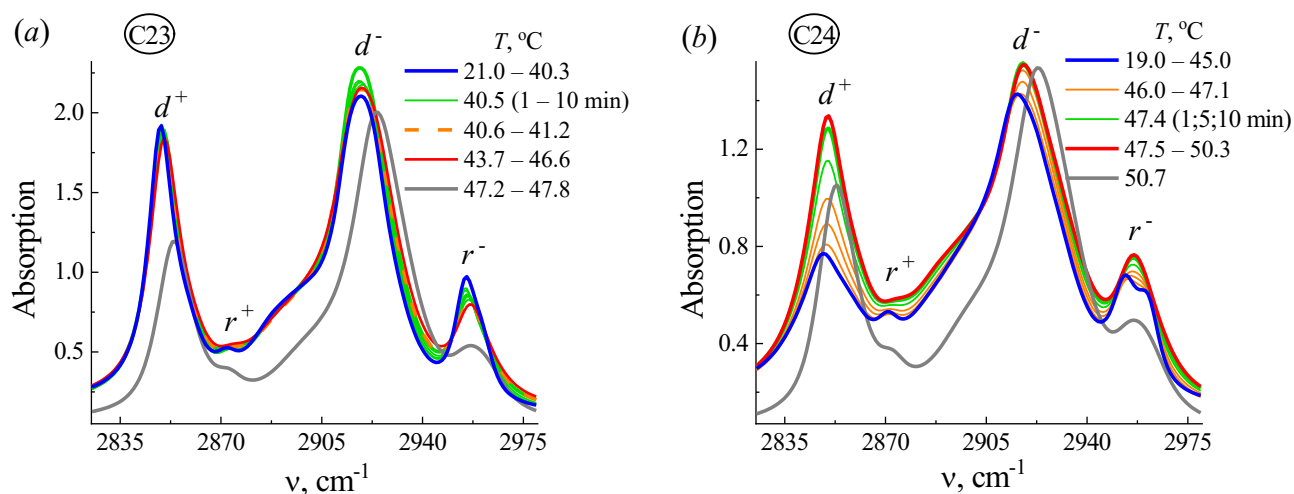 (a)
C23
d+
r+
d-
r-
T, ºC
21.0 – 40.3
40.5 (1 – 10 min)
40.6 – 41.2
43.7 – 46.6
47.2 – 47.8
Absorption
2.0
1.5
1.0
0.5
2835 2870 2905 2940 2975
ν, cm-1
(b)
C24
d+
r+
d-
r-
T, ºC
19.0 – 45.0
46.0 – 47.1
47.4 (1;5;10 min)
47.5 – 50.3
50.7
Absorption
1.2
0.8
0.4
2835 2870 2905 2940 2975
ν, cm-1